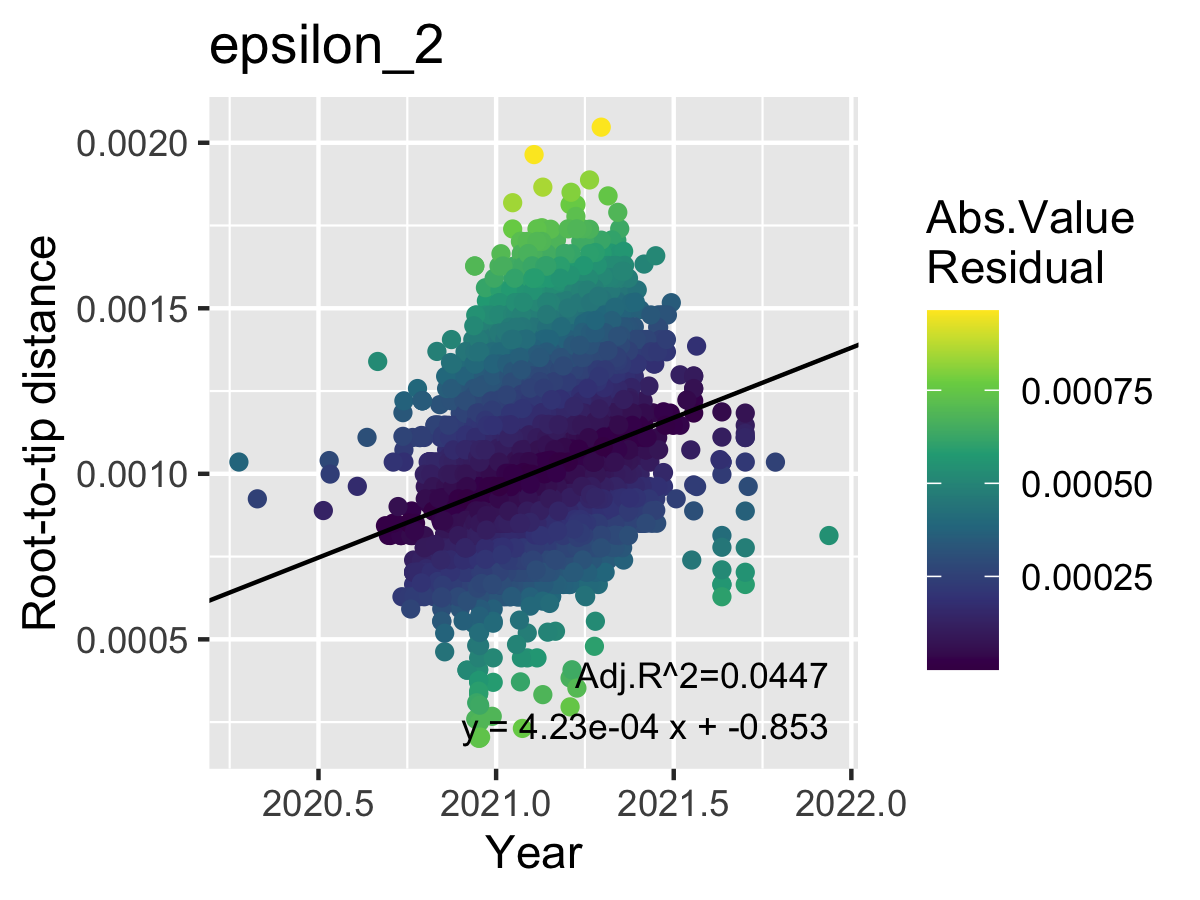 epsilon_2
Root-to-tip distance
0.0020
0.0015
0.0010
0.0005
Adj.R^2=0.0447
y = 4.23e-04 x + -0.853
2020.5 2021.0 2021.5 2022.0
Year
Abs.Value
Residual
0.00075
0.00050
0.00025